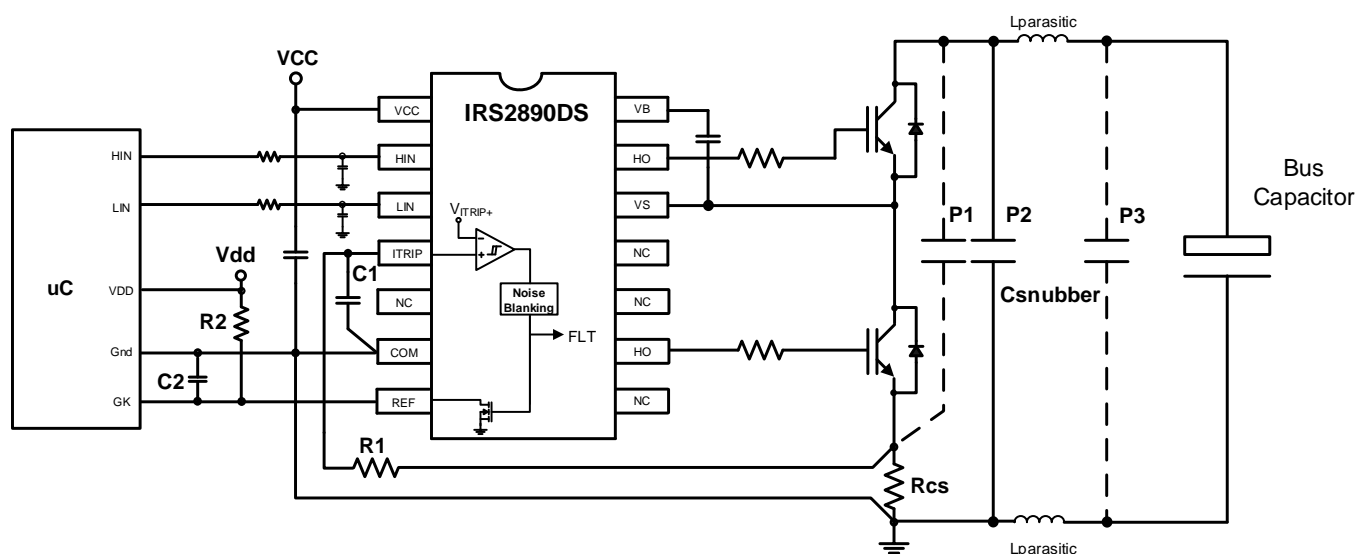 Lparasitic
VCC
IRS2890DS
VCC
VB
HIN
HIN
HO
LIN
LIN
VS
VITRIP+
P1
P2
P3
Bus
Capacitor
ITRIP
NC
C1
Vdd
uC
VDD
NC
Noise
Blanking
NC
Csnubber
R2
FLT
Gnd
COM
HO
C2
GK
REF
NC
R1
Rcs
Lparasitic